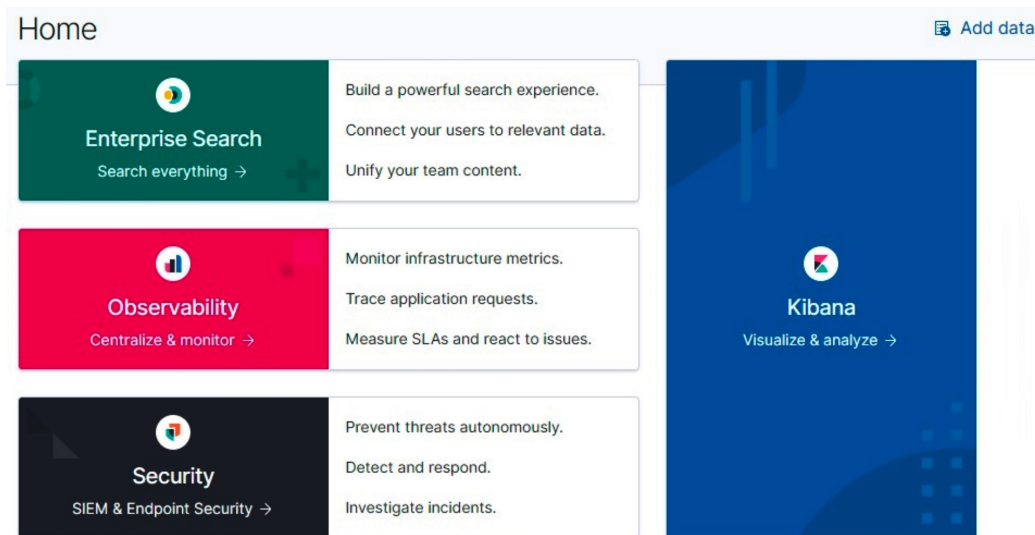 Home
Add data
Enterprise Search
Search everything →
Build a powerful search experience.
Connect your users to relevant data.
Unify your team content.
Observability
Centralize & monitor →
Monitor infrastructure metrics.
Trace application requests.
Measure SLAs and react to issues.
Security
SIEM & Endpoint Security →
Prevent threats autonomously.
Detect and respond.
Investigate incidents.
Kibana
Visualize & analyze →